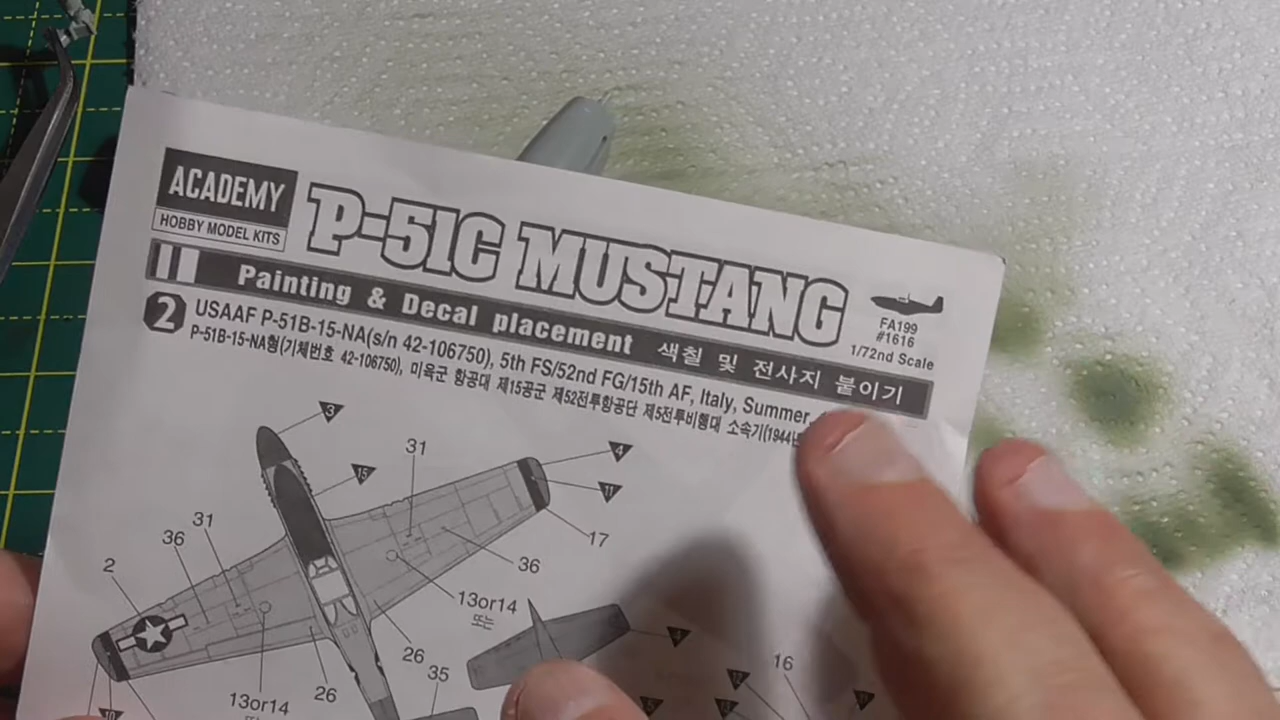 ACADEMY
HOBBY MODEL KITS
P-51C MUSTANG
FA199
#1616
1/72nd Scale
Painting & Decal placement 색칠 및 전사지 붙이기
2 USAAF P-51B-15-NA(s/n 42-106750), 5th FS/52nd FG/15th AF, Italy, Summer,
P-51B-15-NA형(기체번호 42-106750), 미육군 항공대 제15공군 제52전투항공단 제5전투비행대 소속기(1944년
3
31
4
15
11
31
36
17
2
36
13or14
또는
26
4
35
16
26
13or14
12
11